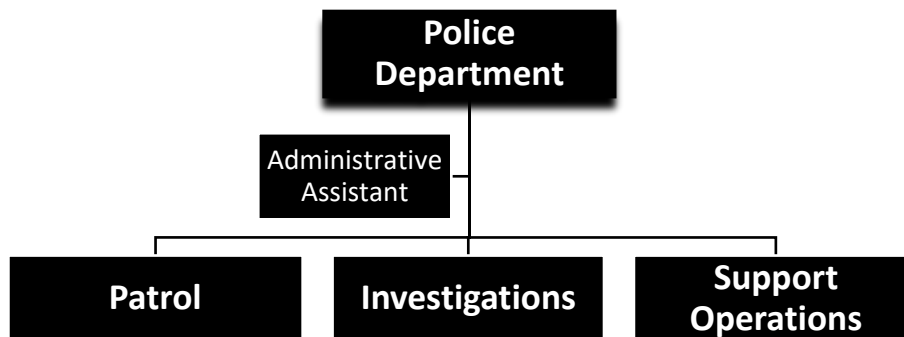 Police
Department
Administrative
Assistant
Patrol
Investigations
Support
Operations